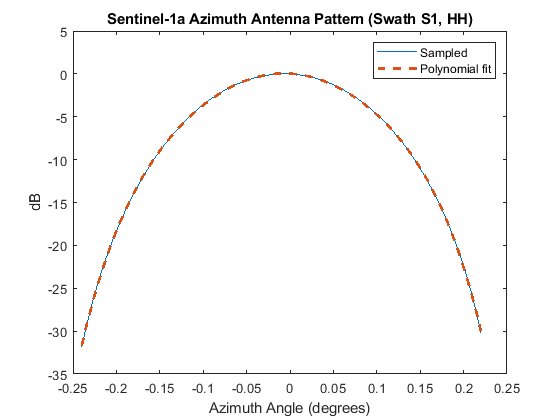 Sentinel-1a Azimuth Antenna Pattern (Swath S1, HH)
Sampled
Polynomial fit
5
0
-5
-10
-15
-20
-25
-30
-35
dB
-0.25 -0.2 -0.15 -0.1 -0.05 0 0.05 0.1 0.15 0.2 0.25
Azimuth Angle (degrees)